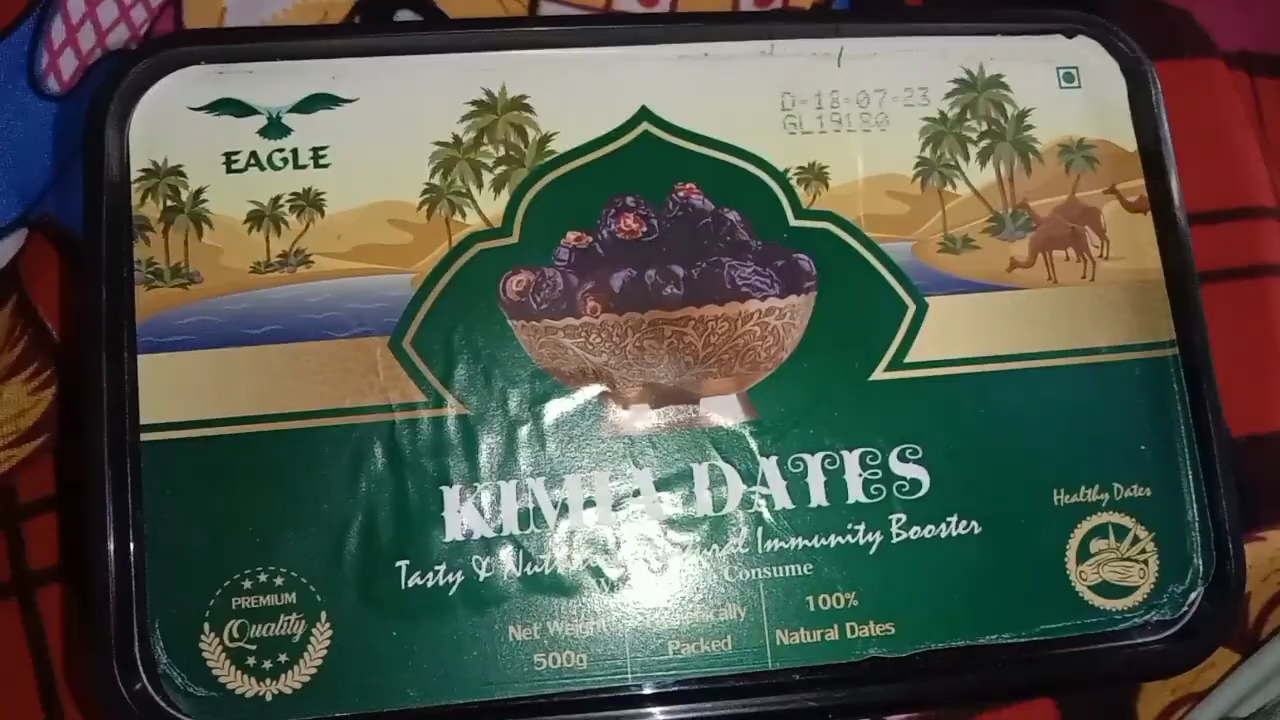 EAGLE
D-18-07-23
GL19180
KIMIA DATES
Tasty & Immunity Booster
Consume
Net Weight
500g
Packed
100%
Natural Dates
PREMIUM
Quality
Healthy Dates